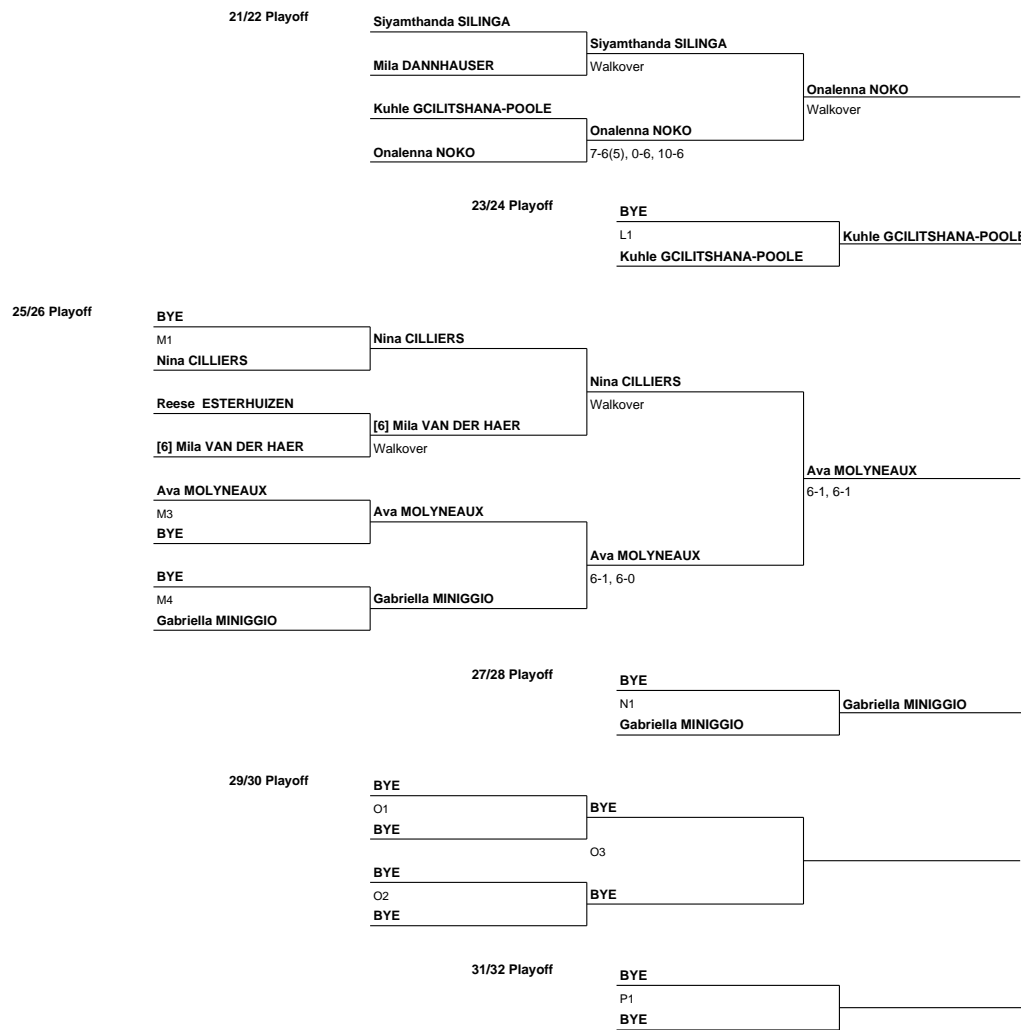 21/22 Playoff
Siyamthanda SILINGA
Siyamthanda SILINGA
Mila DANNHAUSER
Walkover
Onalenna NOKO
Walkover
Kuhle GCILITSHANA-POOLE
Onalenna NOKO
Onalenna NOKO
7-6(5), 0-6, 10-6
23/24 Playoff
BYE
L1
Kuhle GCILITSHANA-POOLE
Kuhle GCILITSHANA-POOLE
25/26 Playoff
BYE
M1
Nina CILLIERS
Nina CILLIERS
Nina CILLIERS
Walkover
Reese ESTERHUIZEN
[6] Mila VAN DER HAER
[6] Mila VAN DER HAER
Walkover
Ava MOLYNEAUX
6-1, 6-1
Ava MOLYNEAUX
M3
Ava MOLYNEAUX
BYE
Ava MOLYNEAUX
6-1, 6-0
BYE
M4
Gabriella MINIGGIO
Gabriella MINIGGIO
27/28 Playoff
BYE
N1
Gabriella MINIGGIO
Gabriella MINIGGIO
29/30 Playoff
BYE
O1
BYE
BYE
O3
BYE
O2
BYE
BYE
31/32 Playoff
BYE
P1
BYE